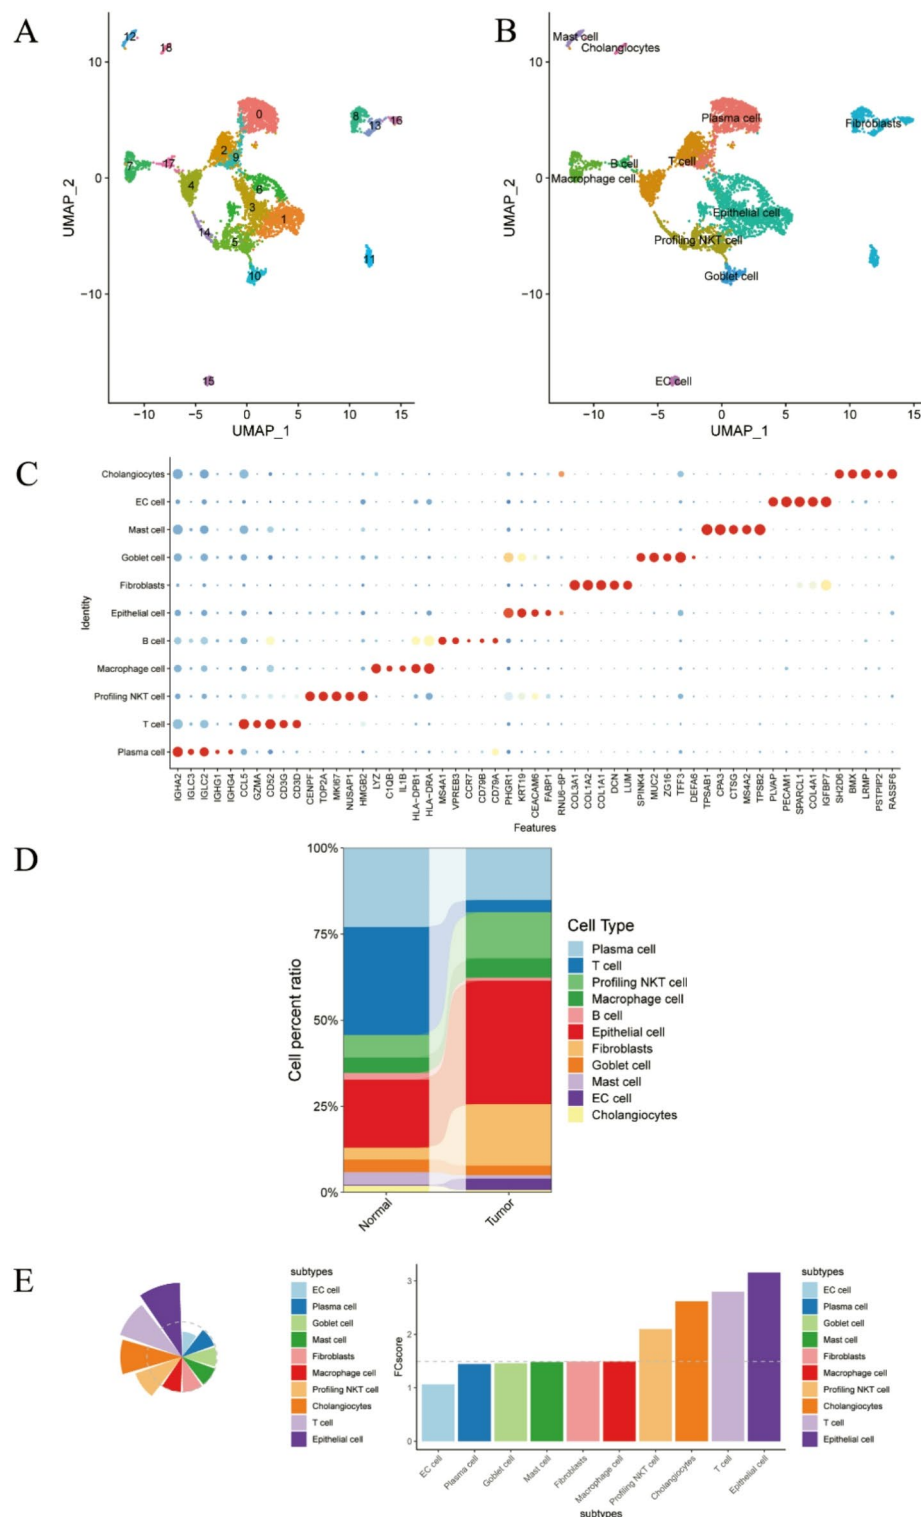 A
B
12
18
0
8
13
16
2
9
7
17
4
6
3
1
14
5
10
11
15
10
0
−10
UMAP_2
−10
−5
0
5
10
15
UMAP_1
Mast cell
Cholangiocytes
Plasma cell
Fibroblasts
T cell
B cell
Macrophage cell
Epithelial cell
Profiling NKT cell
Goblet cell
EC cell
10
0
−10
UMAP_2
−10
−5
0
5
10
15
UMAP_1
C
Cholangiocytes
EC cell
Mast cell
Goblet cell
Fibroblasts
Epithelial cell
B cell
Macrophage cell
Profiling NKT cell
T cell
Plasma cell
Identity
IGHA2
IGLC3
IGLC2
IGHG1
IGHG4
CCL5
GZMA
CD52
CD3G
CD3D
CENPF
TOP2A
MKI67
NUSAP1
HMGB2
LYZ
C1QB
IL1B
HLA-DPB1
HLA-DRA
MS4A1
VPREB3
CCR7
CD79B
CD79A
PHGR1
KRT19
CEACAM6
FABP1
RNU6-6P
COL3A1
COL1A2
COL1A1
DCN
LUM
SPINK4
MUC2
ZG16
TFF3
DEFA6
TPSAB1
CPA3
CTSG
MS4A2
TPSB2
PLVAP
PECAM1
SPARCL1
COL4A1
IGFBP7
SH2D6
BMX
LRMP
PSTPIP2
RASSF6
Features
D
100%
75%
50%
25%
0%
Cell percent ratio
Normal
Tumor
Cell Type
Plasma cell
T cell
Profiling NKT cell
Macrophage cell
B cell
Epithelial cell
Fibroblasts
Goblet cell
Mast cell
EC cell
Cholangiocytes
E
subtypes
EC cell
Plasma cell
Goblet cell
Mast cell
Fibroblasts
Macrophage cell
Profiling NKT cell
Cholangiocytes
T cell
Epithelial cell
3
2
1
0
FCscore
EC cell
Plasma cell
Goblet cell
Mast cell
Fibroblasts
Macrophage cell
Profiling NKT cell
Cholangiocytes
T cell
Epithelial cell
subtypes
subtypes
EC cell
Plasma cell
Goblet cell
Mast cell
Fibroblasts
Macrophage cell
Profiling NKT cell
Cholangiocytes
T cell
Epithelial cell